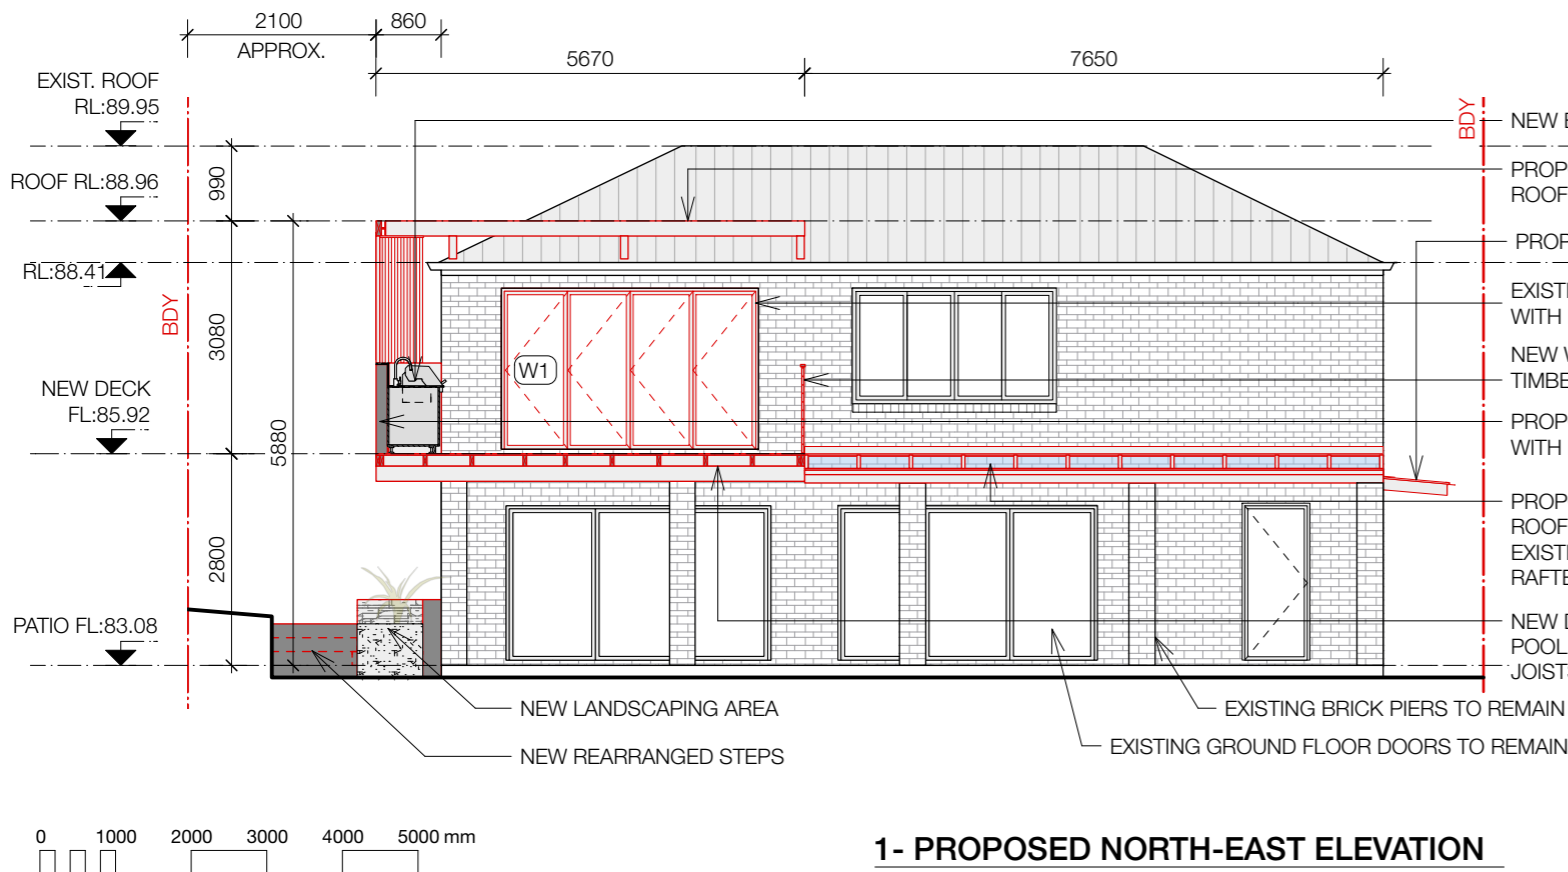 2100
860
APPROX.
5670
7650
EXIST. ROOF
RL:89.95
BDY
NEW
990
PROP
ROOF
ROOF RL:88.96
PROP
RL:88.41
BDY
3080
EXISTI
WITH
NEW
TIMBE
W1
NEW DECK
FL:85.92
5880
PROP
WITH
PROP
ROOF
EXISTI
RAFTE
2800
PATIO FL:83.08
NEW
POOL
JOIST
NEW LANDSCAPING AREA
EXISTING BRICK PIERS TO REMAIN
NEW REARRANGED STEPS
EXISTING GROUND FLOOR DOORS TO REMAIN
0 1000 2000 3000 4000 5000 mm
1- PROPOSED NORTH-EAST ELEVATION